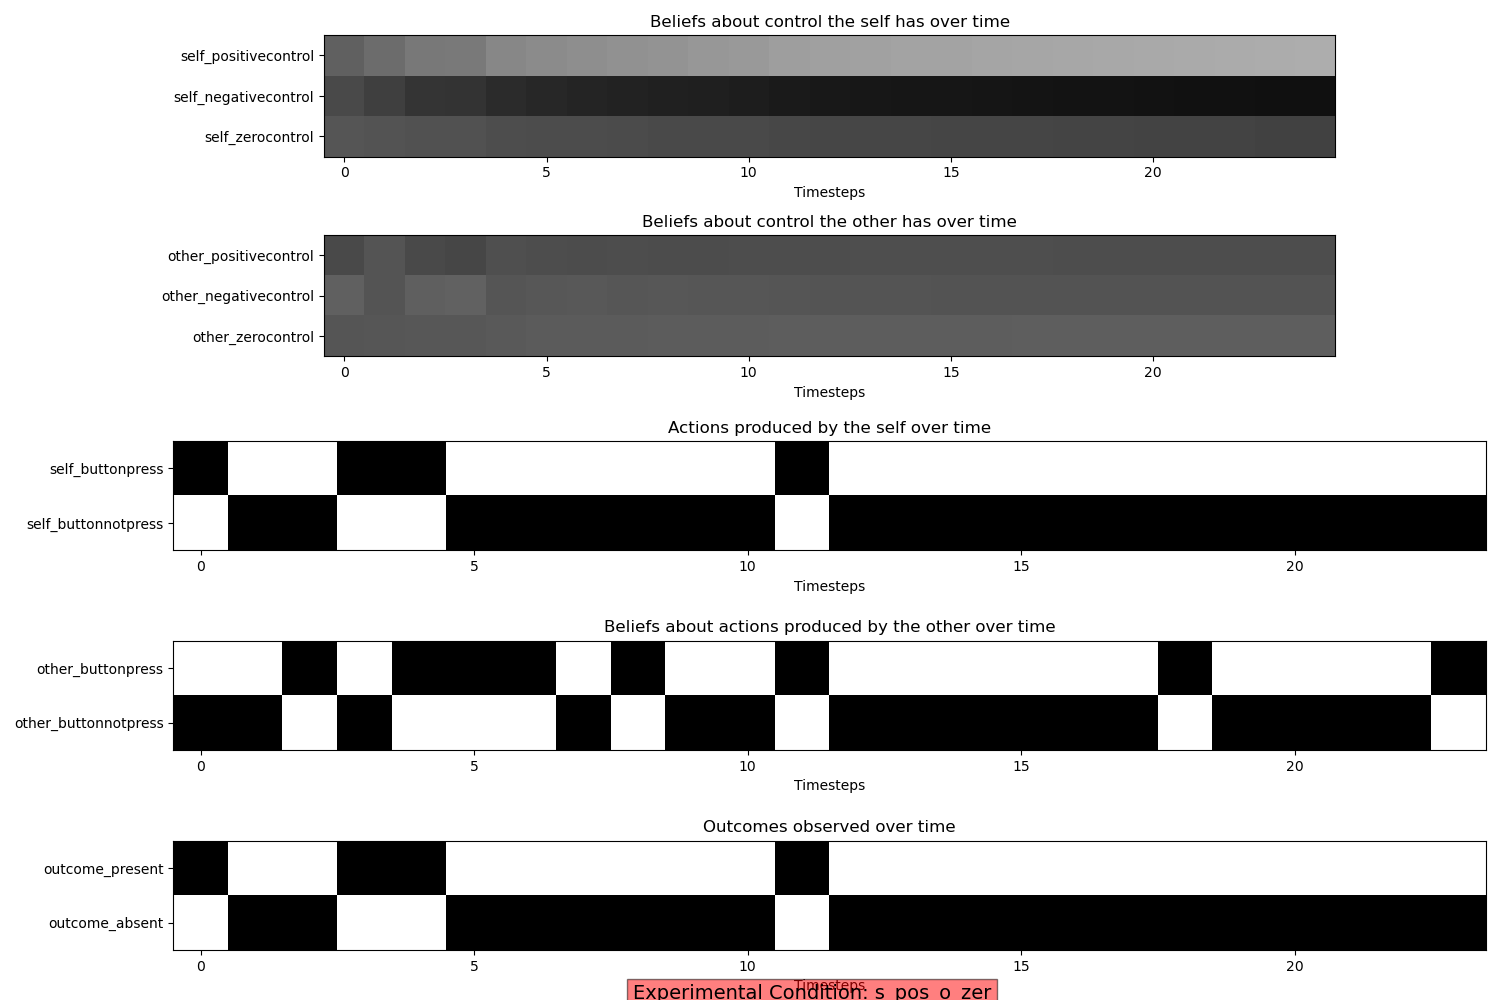 Beliefs about control the self has over time
self_positivecontrol
self_negativecontrol
self_zerocontrol
0 5 10 15 20
Timesteps
Beliefs about control the other has over time
other_positivecontrol
other_negativecontrol
other_zerocontrol
0 5 10 15 20
Timesteps
Actions produced by the self over time
self_buttonpress
self_buttonnotpress
0 5 10 15 20
Timesteps
Beliefs about actions produced by the other over time
other_buttonpress
other_buttonnotpress
0 5 10 15 20
Timesteps
Outcomes observed over time
outcome_present
outcome_absent
0 5 10 15 20
Timesteps
Experimental Condition: s_pos_o_zer